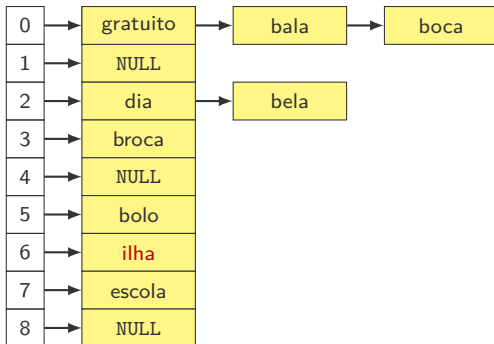 0 gratuito bala boca
1 NULL
2 dia bela
3 broca
4 NULL
5 bolo
6 ilha
7 escola
8 NULL